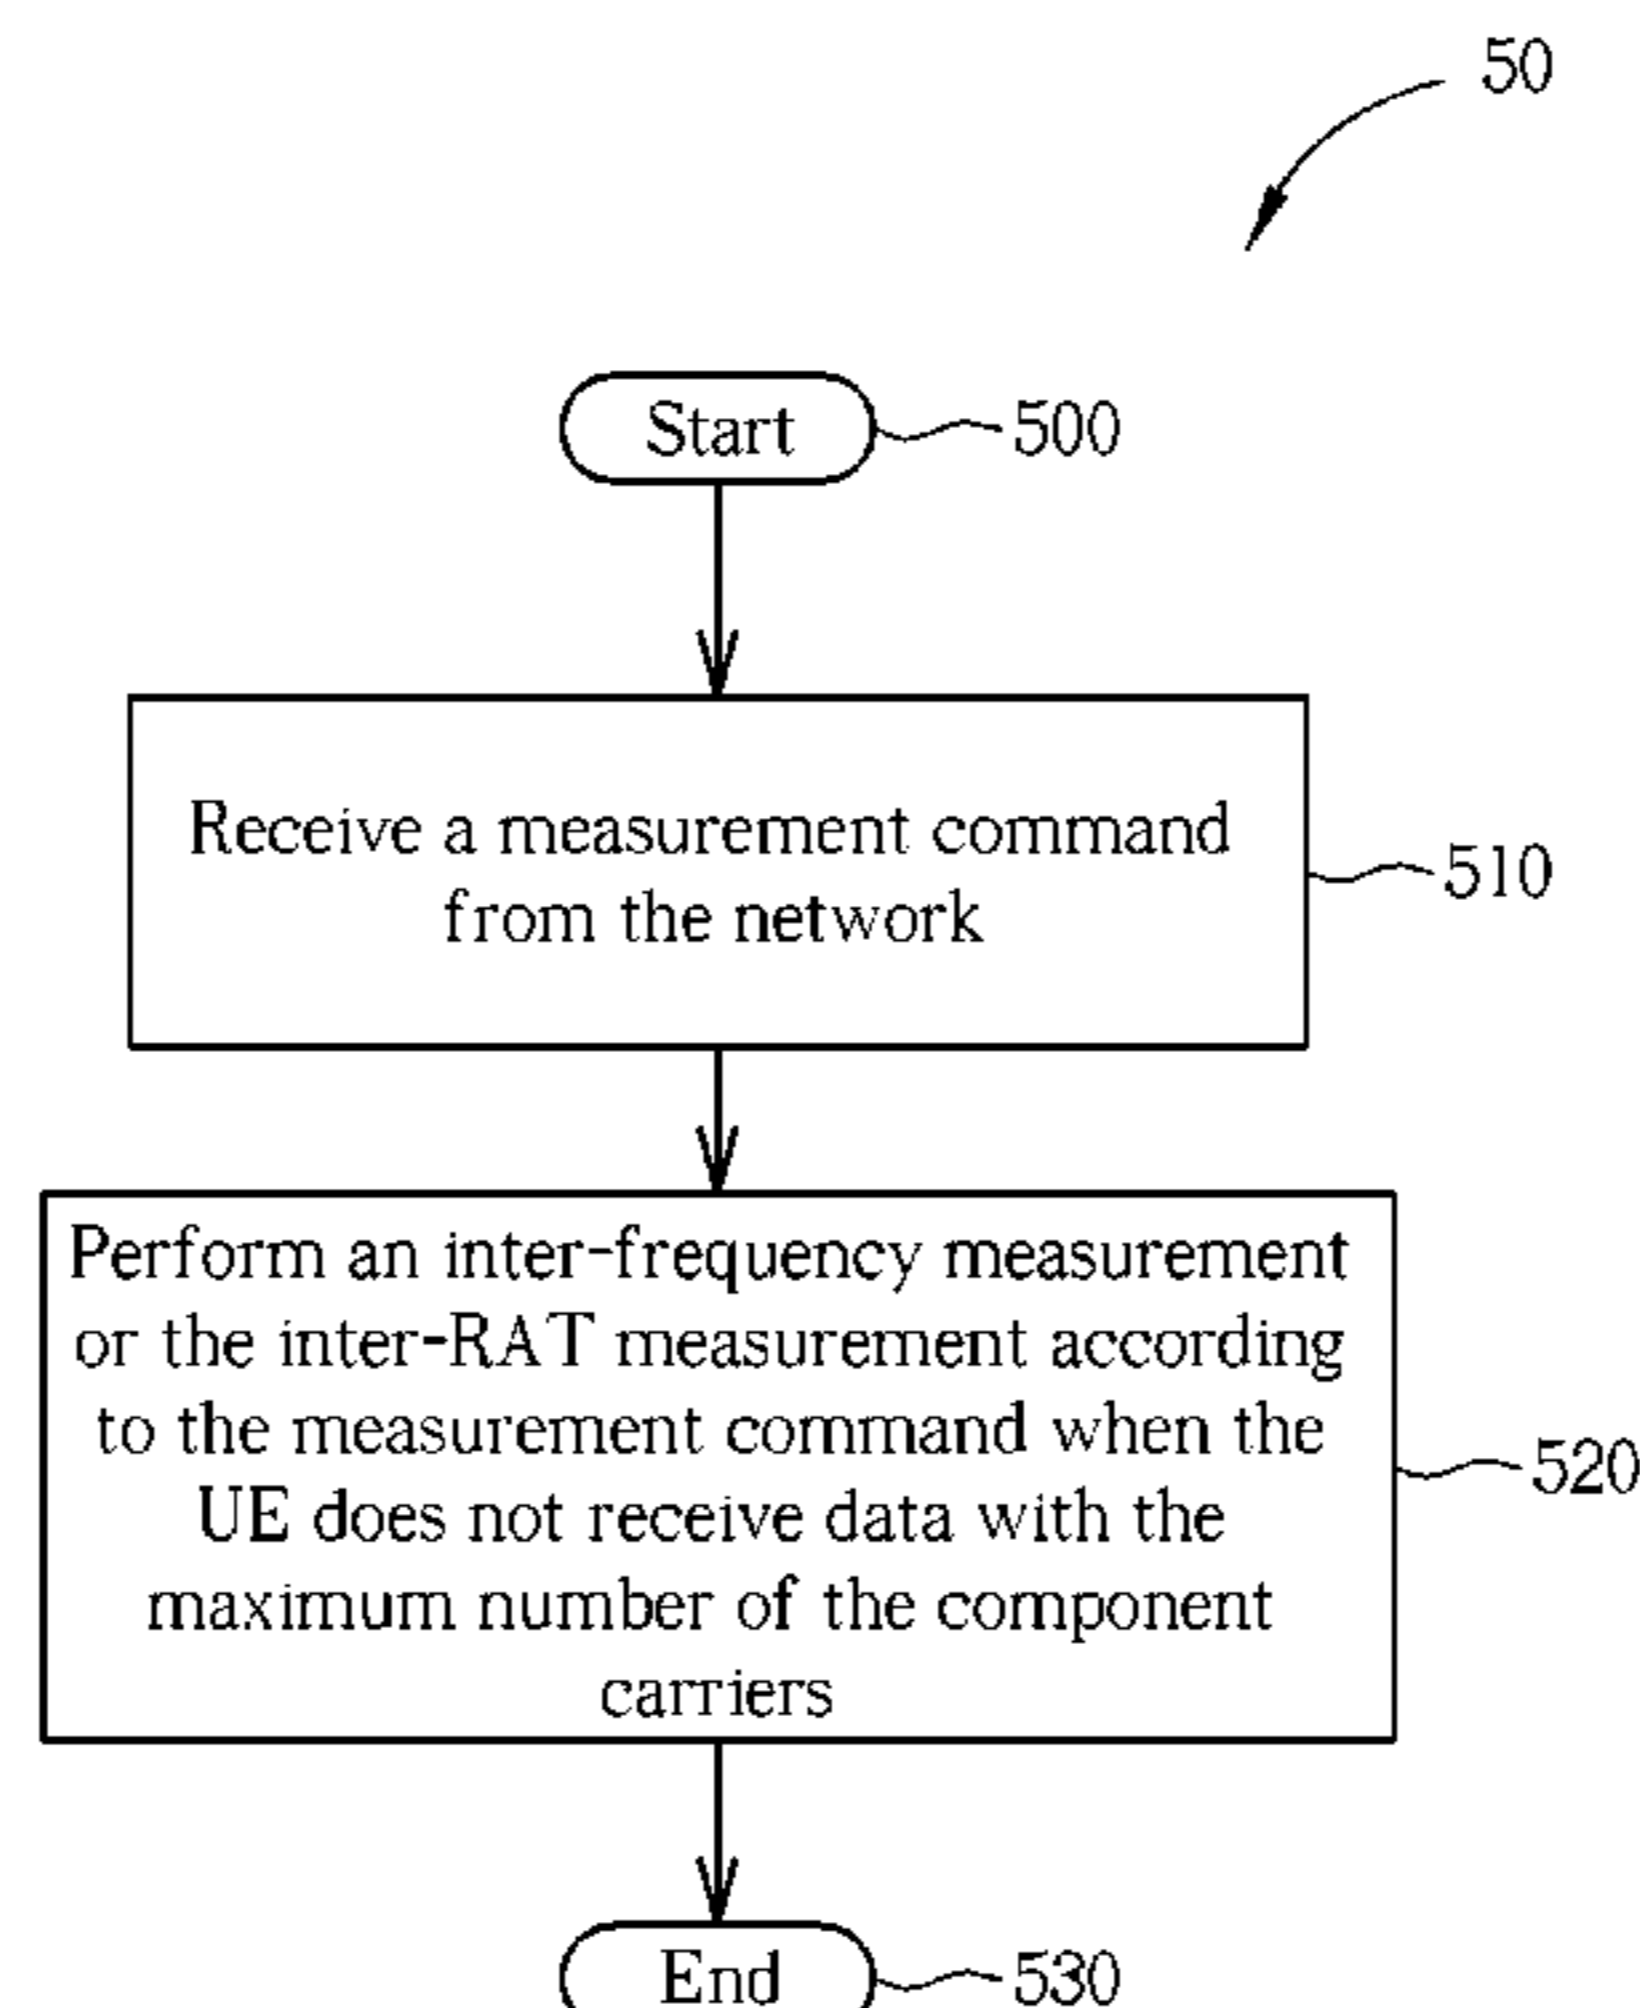 50
Start
500
Receive a measurement command
from the network
510
Perform an inter-frequency measurement
or the inter-RAT measurement according
to the measurement command when the
UE does not receive data with the
maximum number of the component
carriers
520
End
530